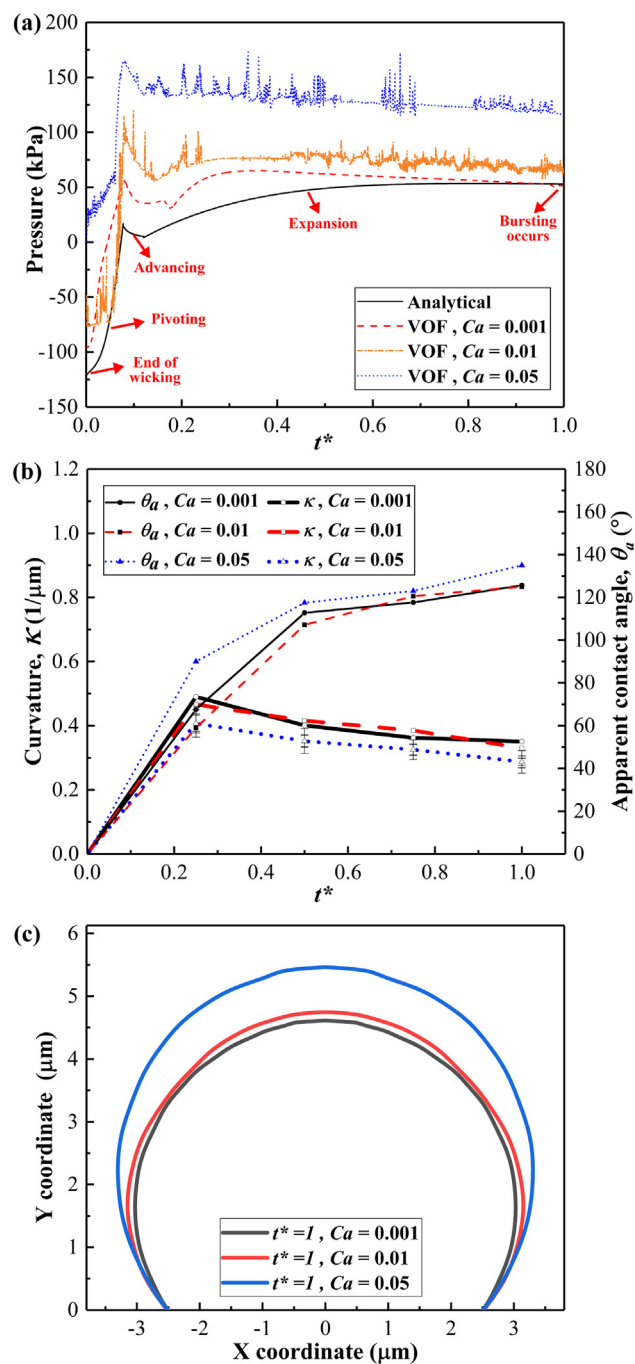 (a)
200
150
100
50
0
-50
-100
-150
Pressure (kPa)
Expansion
Bursting
occurs
Advancing
Pivoting
End of
wicking
Analytical
VOF , Ca = 0.001
VOF , Ca = 0.01
VOF , Ca = 0.05
0.0 0.2 0.4 0.6 0.8 1.0
t*
(b)
1.2
1.0
0.8
0.6
0.4
0.2
0.0
Curvature, K (1/μm)
θa , Ca = 0.001 κ , Ca = 0.001
θa , Ca = 0.01 κ , Ca = 0.01
θa , Ca = 0.05 κ , Ca = 0.05
180
160
140
120
100
80
60
40
20
0
Apparent contact angle, θa (°)
0.0 0.2 0.4 0.6 0.8 1.0
t*
(c)
6
5
4
3
2
1
0
Y coordinate (μm)
t* =1 , Ca = 0.001
t* =1 , Ca = 0.01
t* =1 , Ca = 0.05
-3 -2 -1 0 1 2 3
X coordinate (μm)